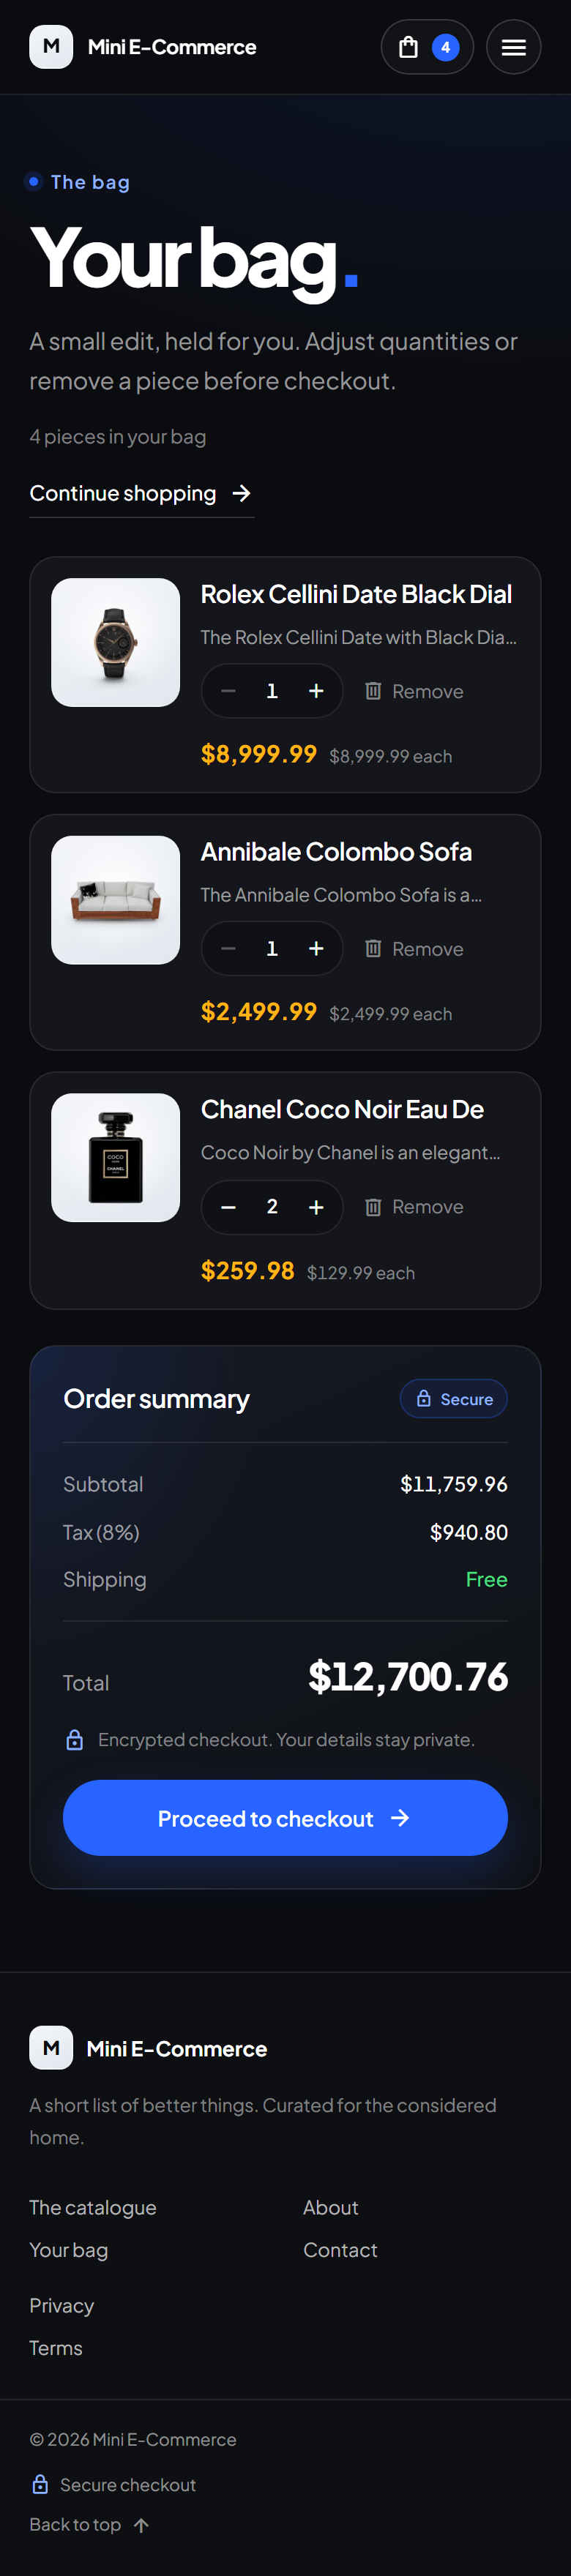 M Mini E-Commerce 4
The bag
Your bag.
A small edit, held for you. Adjust quantities or
remove a piece before checkout.
4 pieces in your bag
Continue shopping →
Rolex Cellini Date Black Dial
The Rolex Cellini Date with Black Dia...
− 1 + Remove
$8,999.99 $8,999.99 each
Annibale Colombo Sofa
The Annibale Colombo Sofa is a...
− 1 + Remove
$2,499.99 $2,499.99 each
COCO
NOIR
CHANEL
Chanel Coco Noir Eau De
Coco Noir by Chanel is an elegant...
− 2 + Remove
$259.98 $129.99 each
Order summary Secure
Subtotal $11,759.96
Tax (8%) $940.80
Shipping Free
Total $12,700.76
Encrypted checkout. Your details stay private.
Proceed to checkout →
M Mini E-Commerce
A short list of better things. Curated for the considered
home.
The catalogue About
Your bag Contact
Privacy
Terms
© 2026 Mini E-Commerce
Secure checkout
Back to top ↑